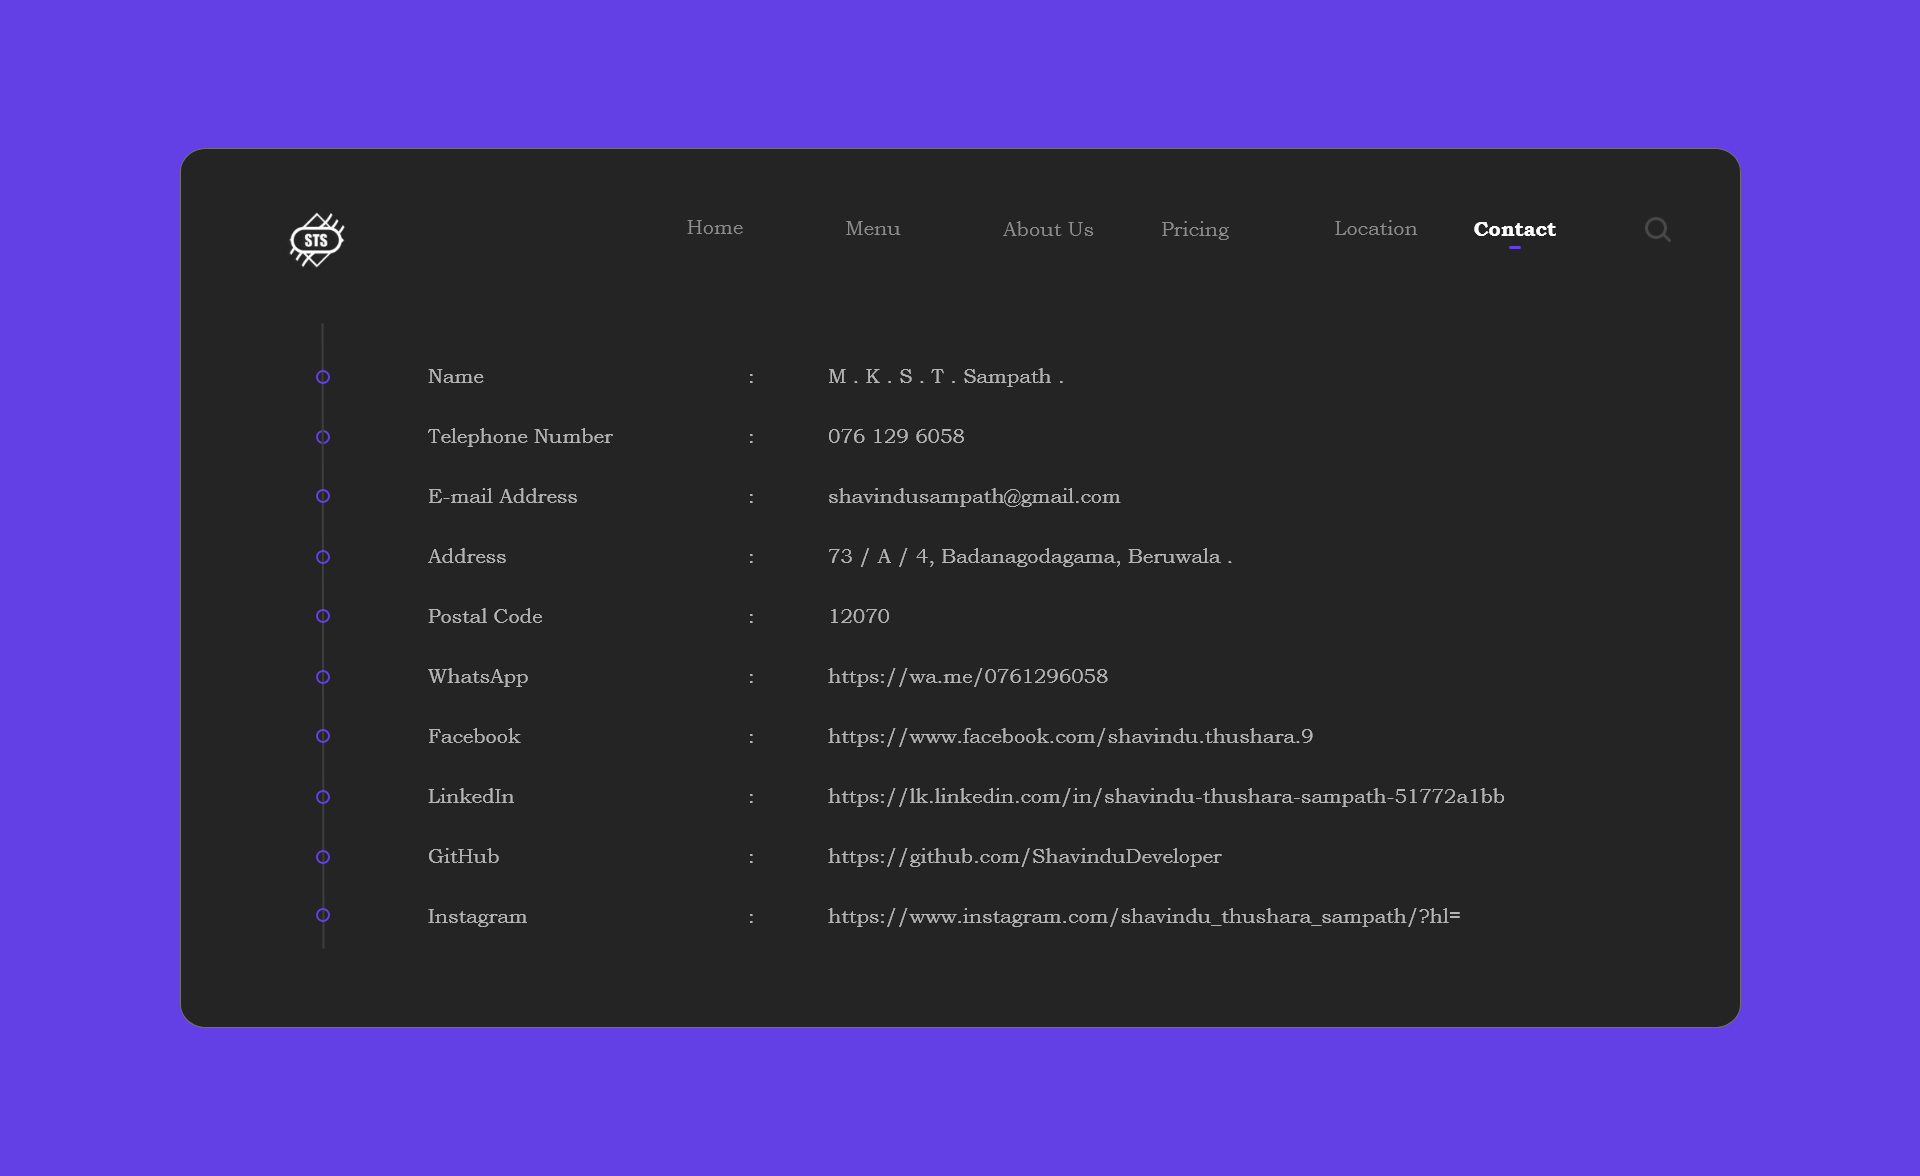 STS
Home Menu About Us Pricing Location Contact
Name : M . K . S . T . Sampath .
Telephone Number : 076 129 6058
E-mail Address : shavindusampath@gmail.com
Address : 73 / A / 4, Badanagodagama, Beruwala .
Postal Code : 12070
WhatsApp : https://wa.me/0761296058
Facebook : https://www.facebook.com/shavindu.thushara.9
LinkedIn : https://lk.linkedin.com/in/shavindu-thushara-sampath-51772a1bb
GitHub : https://github.com/ShavinduDeveloper
Instagram : https://www.instagram.com/shavindu_thushara_sampath/?hl=